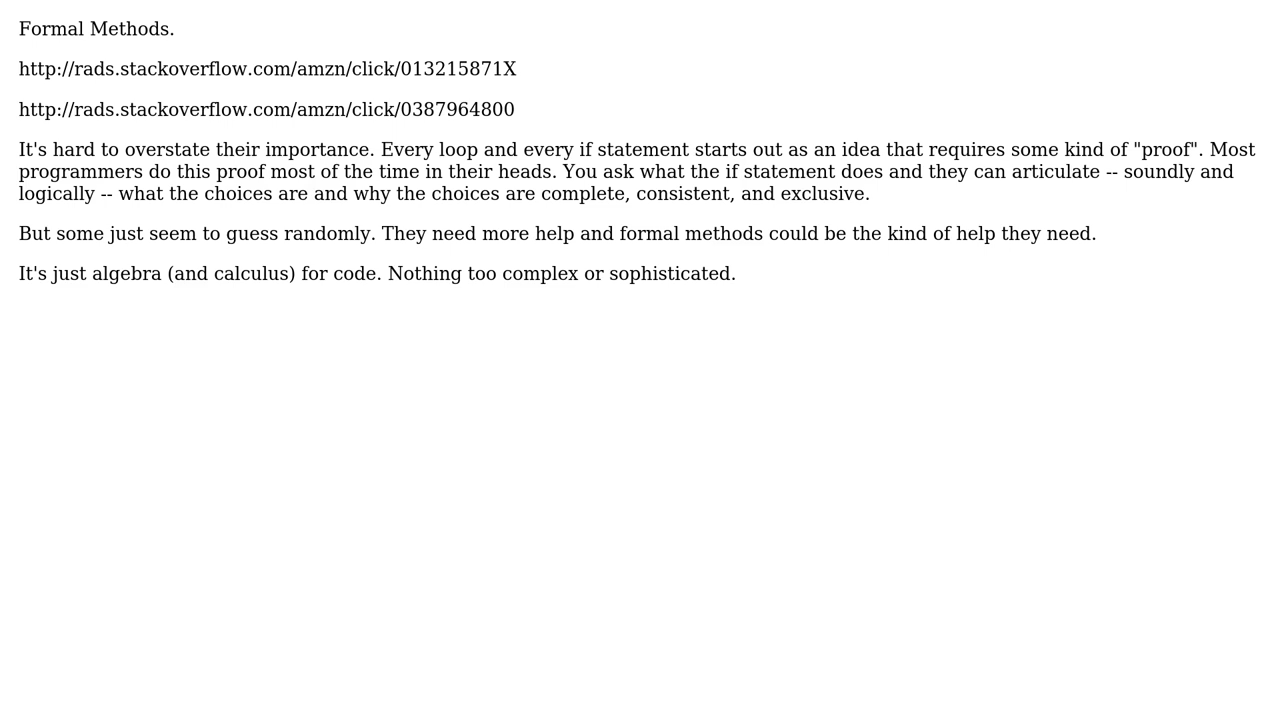 Formal Methods.
http://rads.stackoverflow.com/amzn/click/013215871X
http://rads.stackoverflow.com/amzn/click/0387964800
It's hard to overstate their importance. Every loop and every if statement starts out as an idea that requires some kind of "proof". Most
programmers do this proof most of the time in their heads. You ask what the if statement does and they can articulate -- soundly and
logically -- what the choices are and why the choices are complete, consistent, and exclusive.
But some just seem to guess randomly. They need more help and formal methods could be the kind of help they need.
It's just algebra (and calculus) for code. Nothing too complex or sophisticated.